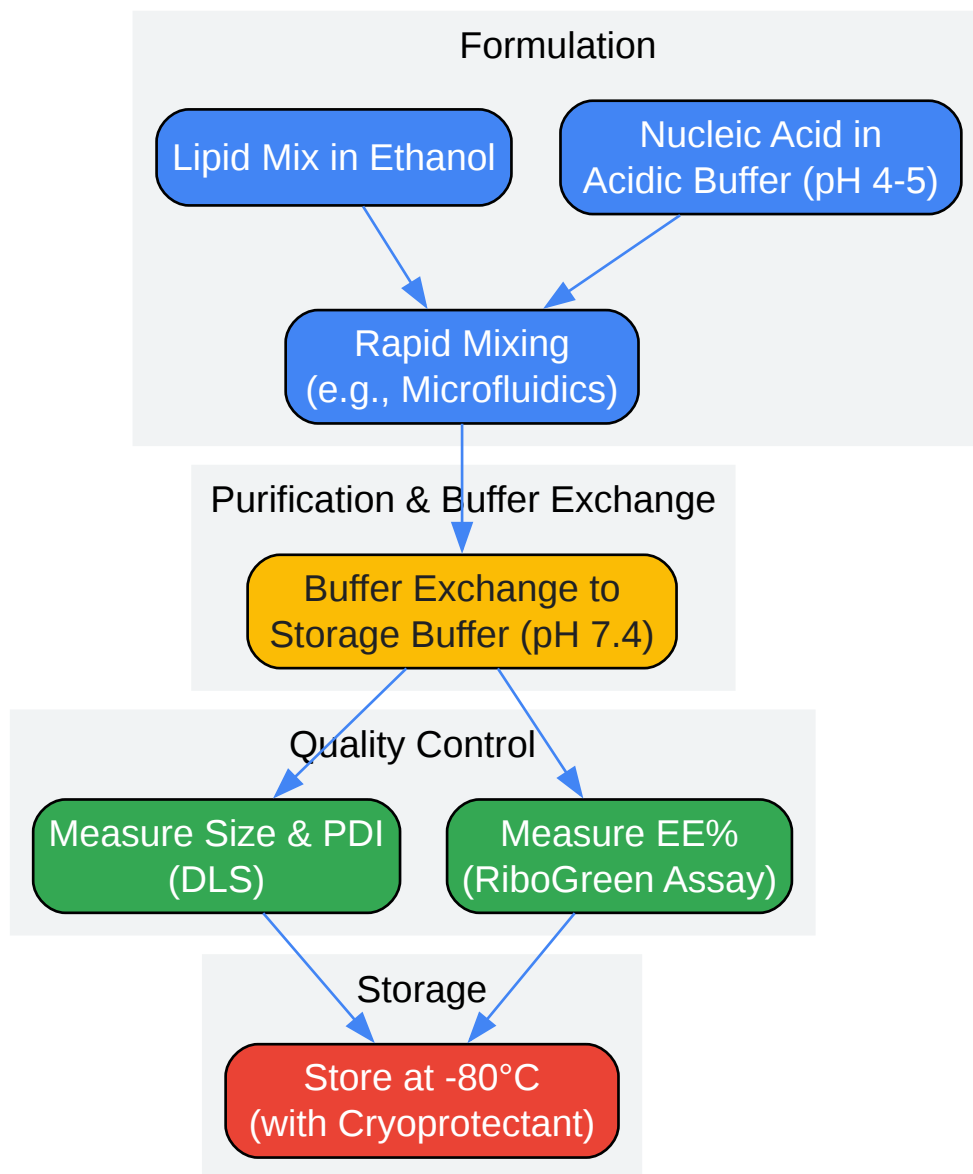 Formulation
Lipid Mix in Ethanol
Nucleic Acid in
Acidic Buffer (pH 4-5)
Rapid Mixing
(e.g., Microfluidics)
Purification & Buffer Exchange
Buffer Exchange to
Storage Buffer (pH 7.4)
Quality Control
Measure Size & PDI
(DLS)
Measure EE%
(RiboGreen Assay)
Storage
Store at -80°C
(with Cryoprotectant)